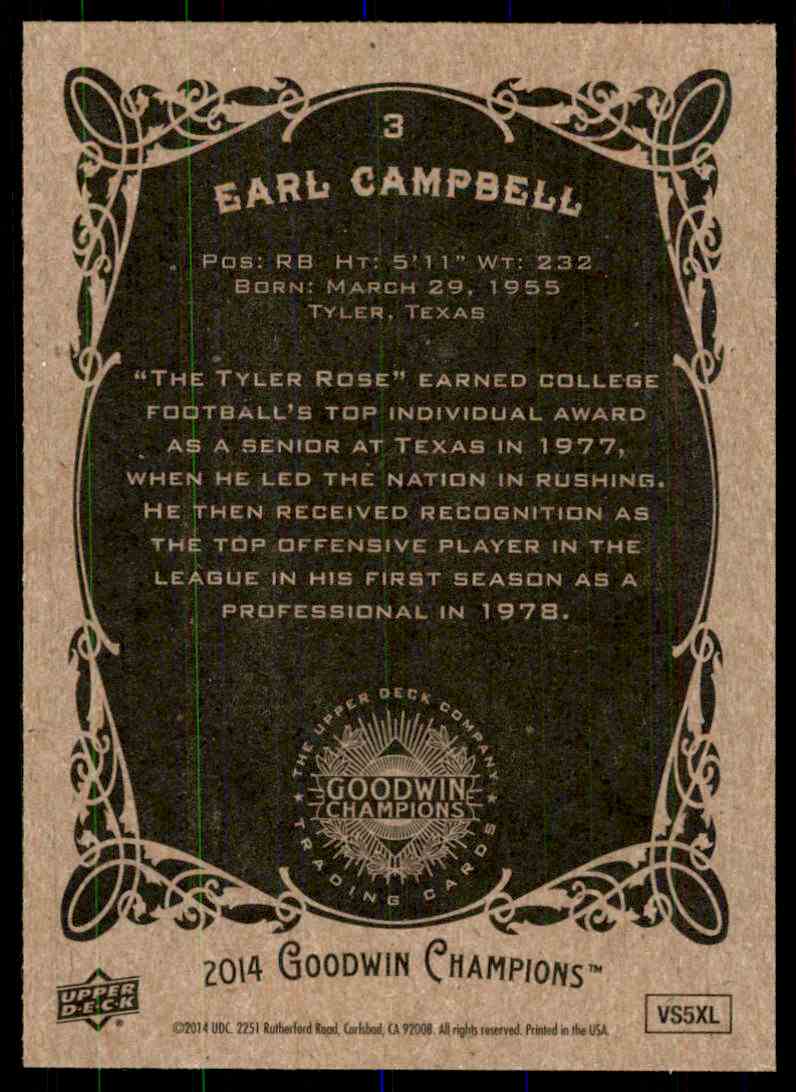 3
EARL CAMPBELL
POS: RB HT: 5'11" WT: 232
BORN: MARCH 29, 1955
TYLER, TEXAS
"THE TYLER ROSE" EARNED COLLEGE
FOOTBALL'S TOP INDIVIDUAL AWARD
AS A SENIOR AT TEXAS IN 1977,
WHEN HE LED THE NATION IN RUSHING.
HE THEN RECEIVED RECOGNITION AS
THE TOP OFFENSIVE PLAYER IN THE
LEAGUE IN HIS FIRST SEASON AS A
PROFESSIONAL IN 1978.
★ THE UPPER DECK COMPANY ★
GOODWIN
CHAMPIONS
TRADING CARDS
2014 GOODWIN CHAMPIONS™
UPPER
D·E·C·K®
©2014 UDC. 2251 Rutherford Road, Carlsbad, CA 92008. All rights reserved. Printed in the USA.
VS5XL